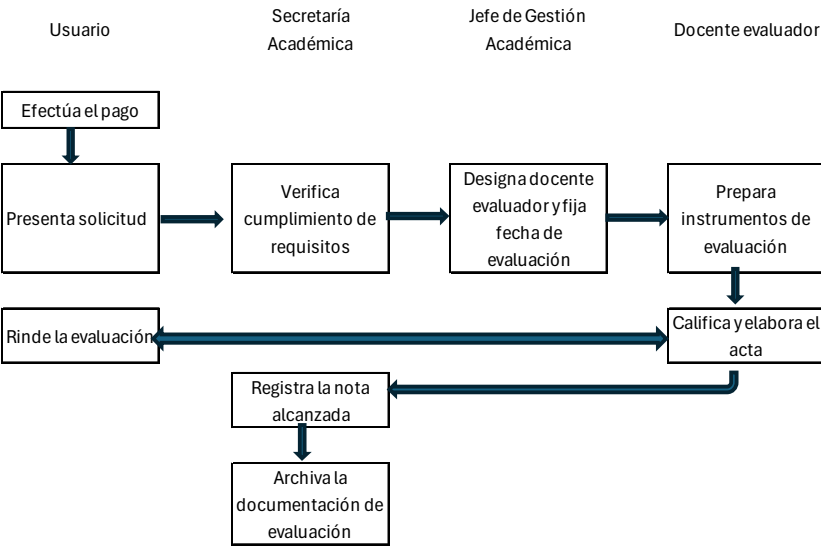 Usuario
Secretaría
Académica
Jefe de Gestión
Académica
Docente evaluador
Efectúa el pago
Presenta solicitud
Verifica
cumplimiento de
requisitos
Designa docente
evaluador y fija
fecha de
evaluación
Prepara
instrumentos de
evaluación
Rinde la evaluación
Califica y elabora el
acta
Registra la nota
alcanzada
Archiva la
documentación de
evaluación